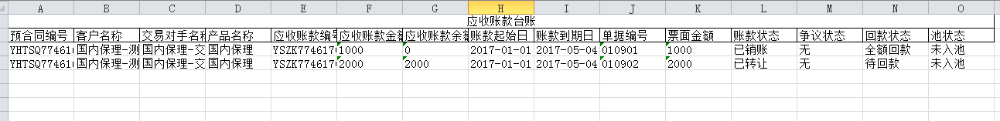 A B C D E F G H I J K L M N O
应收账款台账
预合同编号 客户名称 交易对手名称 产品名称 应收账款编号 应收账款金额 应收账款余额 账款起始日 账款到期日 单据编号 票面金额 账款状态 争议状态 回款状态 池状态
YHTSQ77461 国内保理-测 国内保理-交 国内保理 YSZK774617 1000 0 2017-01-01 2017-05-04 010901 1000 已销账 无 全额回款 未入池
YHTSQ77461 国内保理-测 国内保理-交 国内保理 YSZK774617 2000 2000 2017-01-01 2017-05-04 010902 2000 已转让 无 待回款 未入池